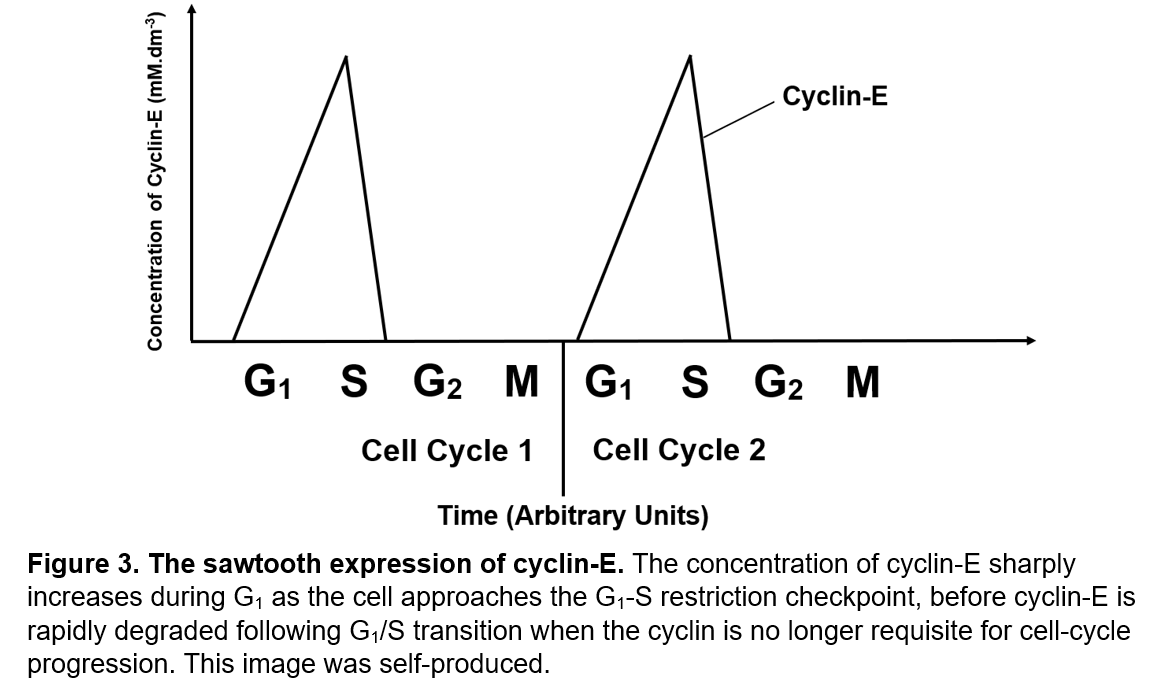 Concentration of Cyclin-E (mM.dm⁻³)
Cyclin-E
G₁ S G₂ M G₁ S G₂ M
Cell Cycle 1 Cell Cycle 2
Time (Arbitrary Units)
Figure 3. The sawtooth expression of cyclin-E. The concentration of cyclin-E sharply
increases during G₁ as the cell approaches the G₁-S restriction checkpoint, before cyclin-E is
rapidly degraded following G₁/S transition when the cyclin is no longer requisite for cell-cycle
progression. This image was self-produced.